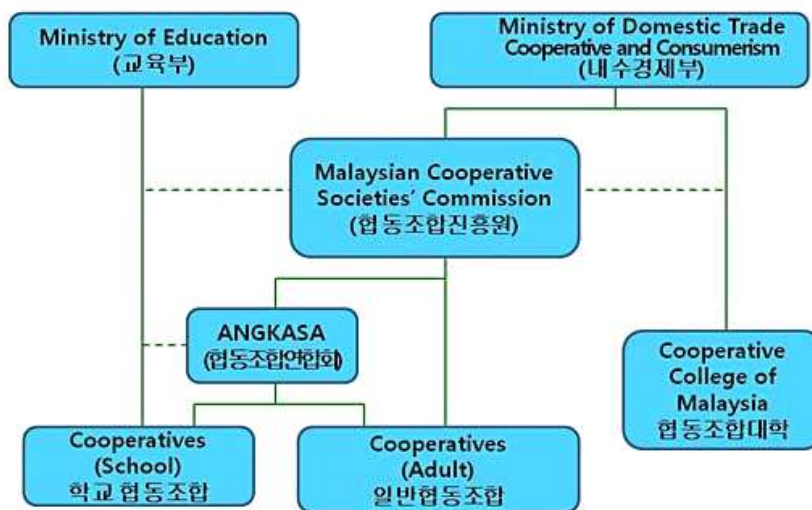 Ministry of Education
(교육부)
Ministry of Domestic Trade
Cooperative and Consumerism
(내수경제부)
Malaysian Cooperative
Societies' Commission
(협동조합진흥원)
ANGKASA
(협동조합연합회)
Cooperative
College of
Malaysia
협동조합대학
Cooperatives
(School)
학교 협동조합
Cooperatives
(Adult)
일반협동조합